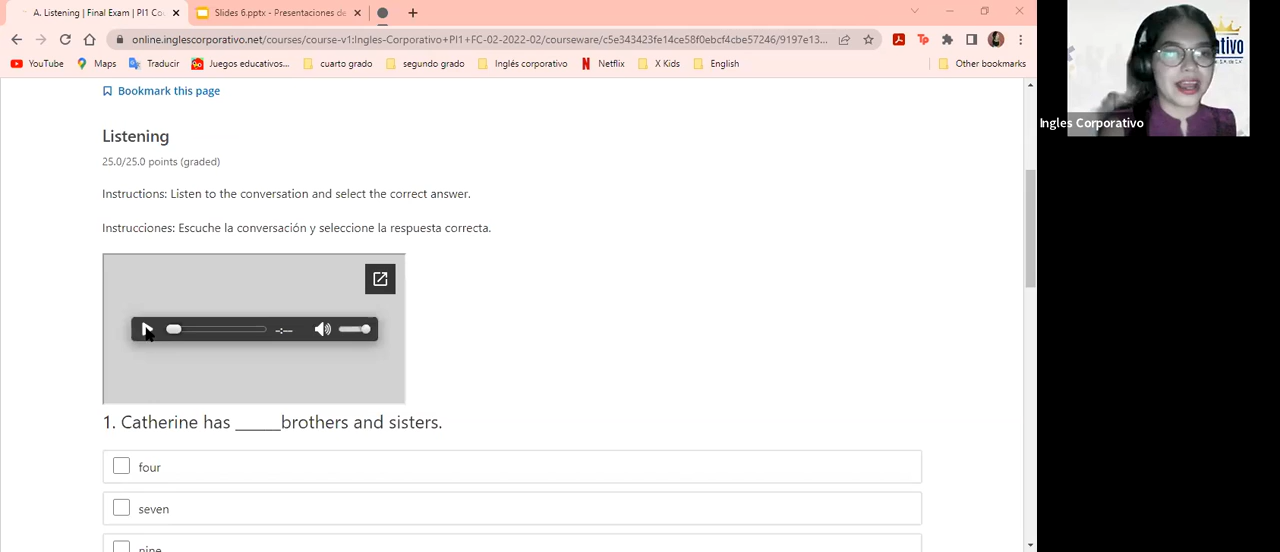 A. Listening | Final Exam | PI1 Co
Slides 6.pptx - Presentaciones de
online.inglescorporativo.net/courses/course-v1:Ingles-Corporativo+PI1+FC-02-2022-02/courseware/c5e343423fe14ce58f0ebcf4cbe57246/9197e13...
YouTube
Maps
Traducir
Juegos educativos...
cuarto grado
segundo grado
Inglés corporativo
Netflix
X Kids
English
Other bookmarks
Bookmark this page
Listening
25.0/25.0 points (graded)
Instructions: Listen to the conversation and select the correct answer.
Instrucciones: Escuche la conversación y seleccione la respuesta correcta.
-:--
1. Catherine has ______brothers and sisters.
four
seven
nine
ativo
Ingles Corporativo